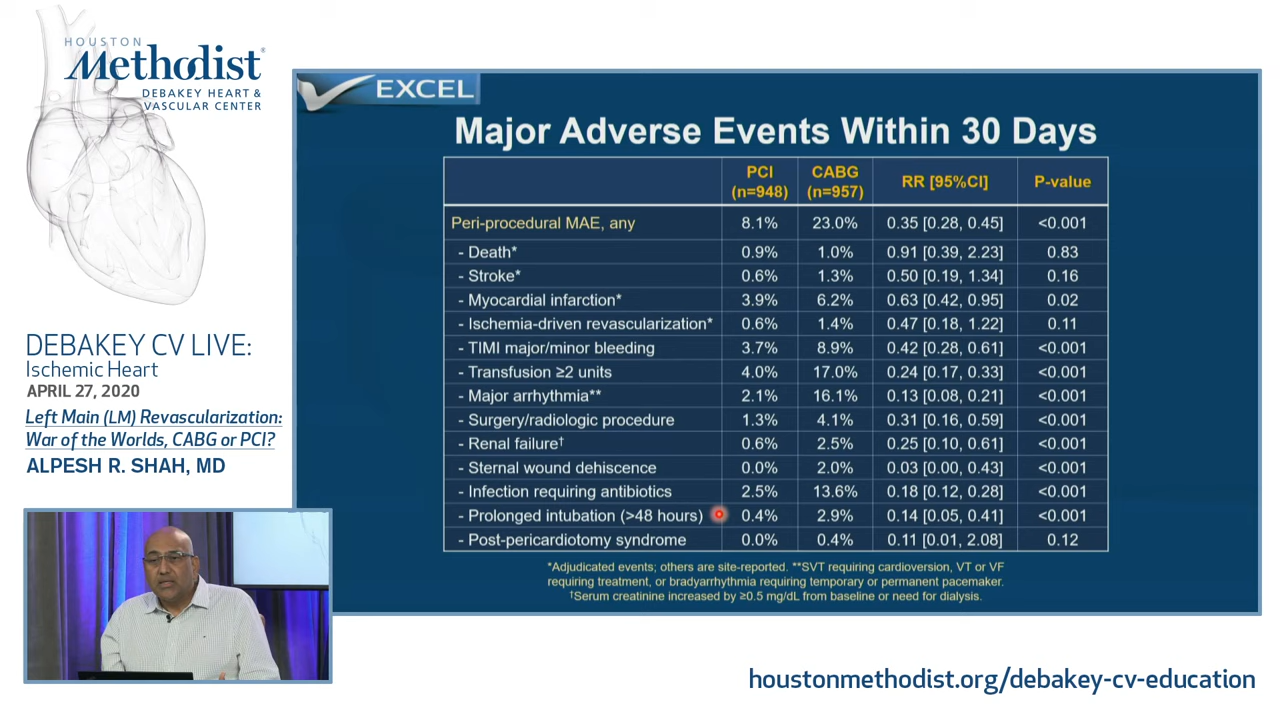 HOUSTON
Methodist®
DEBAKEY HEART &
VASCULAR CENTER
DEBAKEY CV LIVE:
Ischemic Heart
APRIL 27, 2020
Left Main (LM) Revascularization:
War of the Worlds, CABG or PCI?
ALPESH R. SHAH, MD
EXCEL
Major Adverse Events Within 30 Days
PCI (n=948) CABG (n=957) RR [95%CI] P-value
Peri-procedural MAE, any 8.1% 23.0% 0.35 [0.28, 0.45] <0.001
- Death* 0.9% 1.0% 0.91 [0.39, 2.23] 0.83
- Stroke* 0.6% 1.3% 0.50 [0.19, 1.34] 0.16
- Myocardial infarction* 3.9% 6.2% 0.63 [0.42, 0.95] 0.02
- Ischemia-driven revascularization* 0.6% 1.4% 0.47 [0.18, 1.22] 0.11
- TIMI major/minor bleeding 3.7% 8.9% 0.42 [0.28, 0.61] <0.001
- Transfusion ≥2 units 4.0% 17.0% 0.24 [0.17, 0.33] <0.001
- Major arrhythmia** 2.1% 16.1% 0.13 [0.08, 0.21] <0.001
- Surgery/radiologic procedure 1.3% 4.1% 0.31 [0.16, 0.59] <0.001
- Renal failure† 0.6% 2.5% 0.25 [0.10, 0.61] <0.001
- Sternal wound dehiscence 0.0% 2.0% 0.03 [0.00, 0.43] <0.001
- Infection requiring antibiotics 2.5% 13.6% 0.18 [0.12, 0.28] <0.001
- Prolonged intubation (>48 hours) 0.4% 2.9% 0.14 [0.05, 0.41] <0.001
- Post-pericardiotomy syndrome 0.0% 0.4% 0.11 [0.01, 2.08] 0.12
*Adjudicated events; others are site-reported. **SVT requiring cardioversion, VT or VF
requiring treatment, or bradyarrhythmia requiring temporary or permanent pacemaker.
†Serum creatinine increased by ≥0.5 mg/dL from baseline or need for dialysis.
houstonmethodist.org/debakey-cv-education